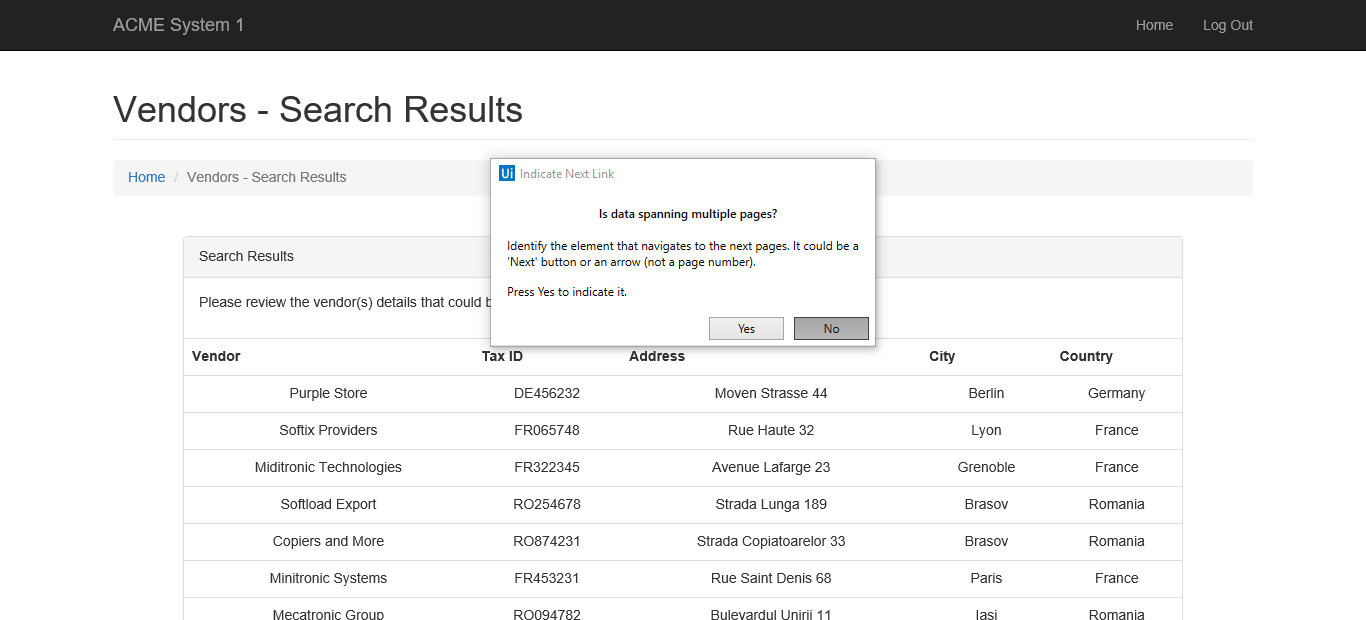 ACME System 1 Home Log Out
Vendors - Search Results
Home / Vendors - Search Results
Ui Indicate Next Link
Is data spanning multiple pages?
Identify the element that navigates to the next pages. It could be a
'Next' button or an arrow (not a page number).
Press Yes to indicate it.
Yes No
Search Results
Please review the vendor(s) details that could
Vendor Tax ID Address City Country
Purple Store DE456232 Moven Strasse 44 Berlin Germany
Softix Providers FR065748 Rue Haute 32 Lyon France
Miditronic Technologies FR322345 Avenue Lafarge 23 Grenoble France
Softload Export RO254678 Strada Lunga 189 Brasov Romania
Copiers and More RO874231 Strada Copiatoarelor 33 Brasov Romania
Minitronic Systems FR453231 Rue Saint Denis 68 Paris France
Mecatronic Group RO094782 Bulevardul Unirii 11 Iasi Romania